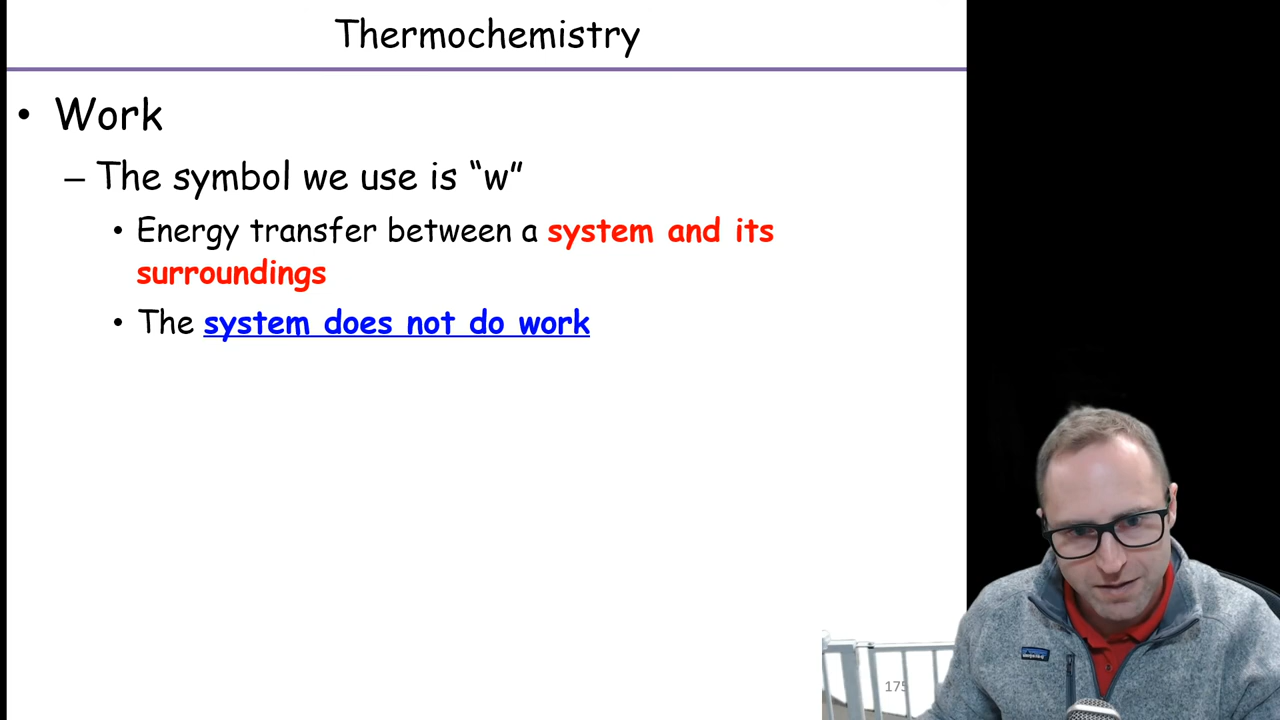 Thermochemistry
• Work
– The symbol we use is “w”
• Energy transfer between a system and its
surroundings
• The system does not do work
175